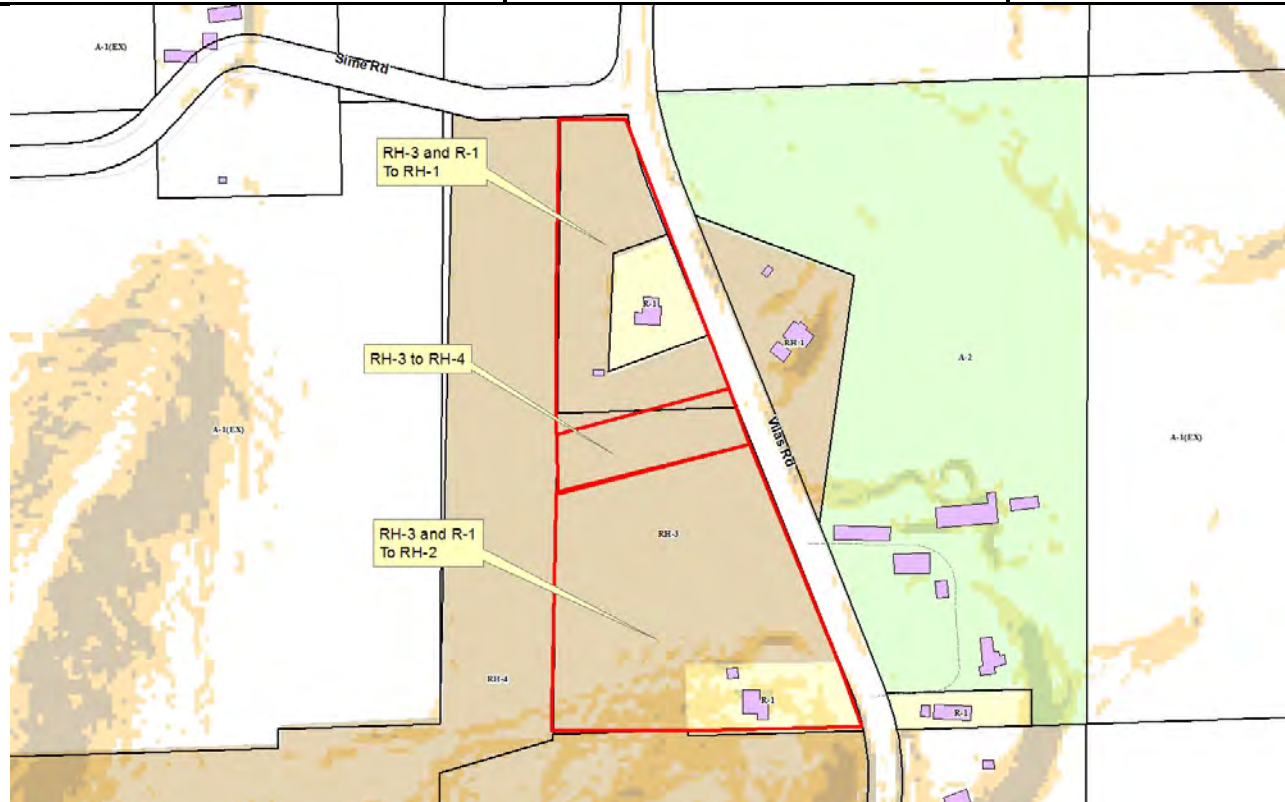 A-1(EX)
Sime Rd
RH-3 and R-1
To RH-1
R-1
RH-1
RH-3 to RH-4
A-2
A-1(EX)
Vilas Rd
A-1(EX)
RH-3 and R-1
To RH-2
RH-3
RH-4
R-1
R-1